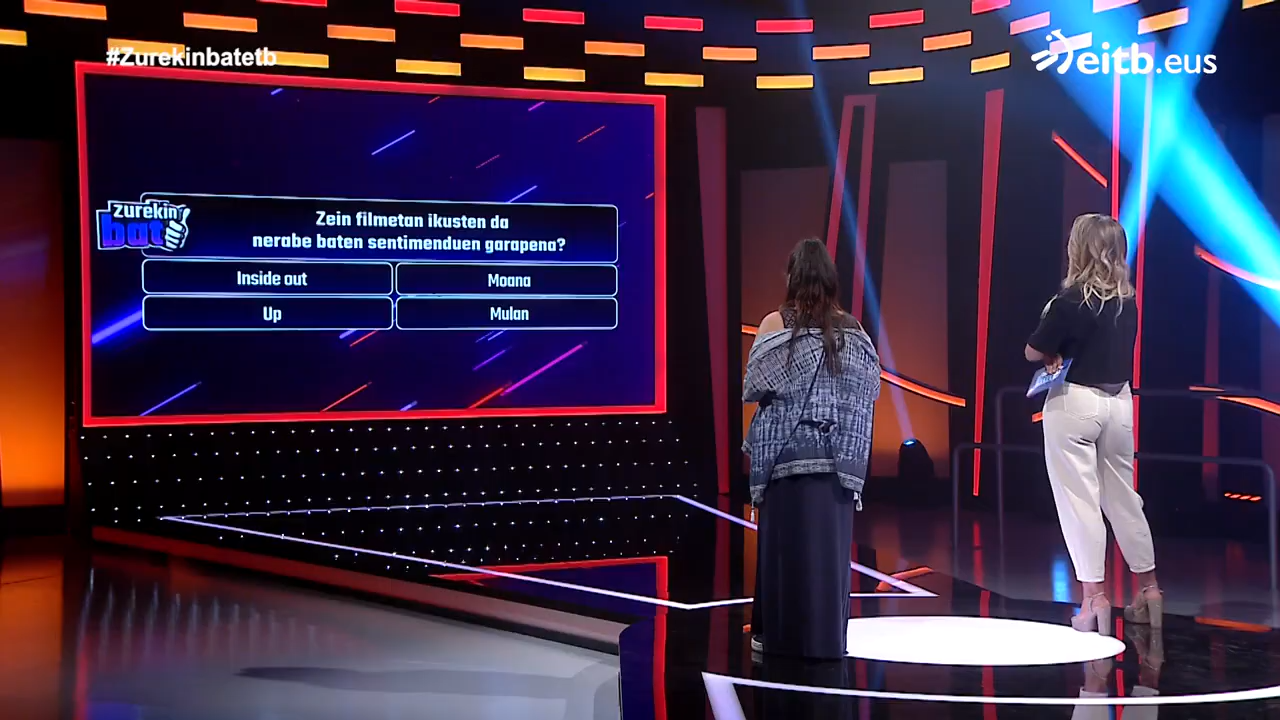 #Zurekinbatetb
eitb.eus
zurekin
bat
Zein filmetan ikusten da
nerabe baten sentimenduen garapena?
Inside out
Moana
Up
Mulan